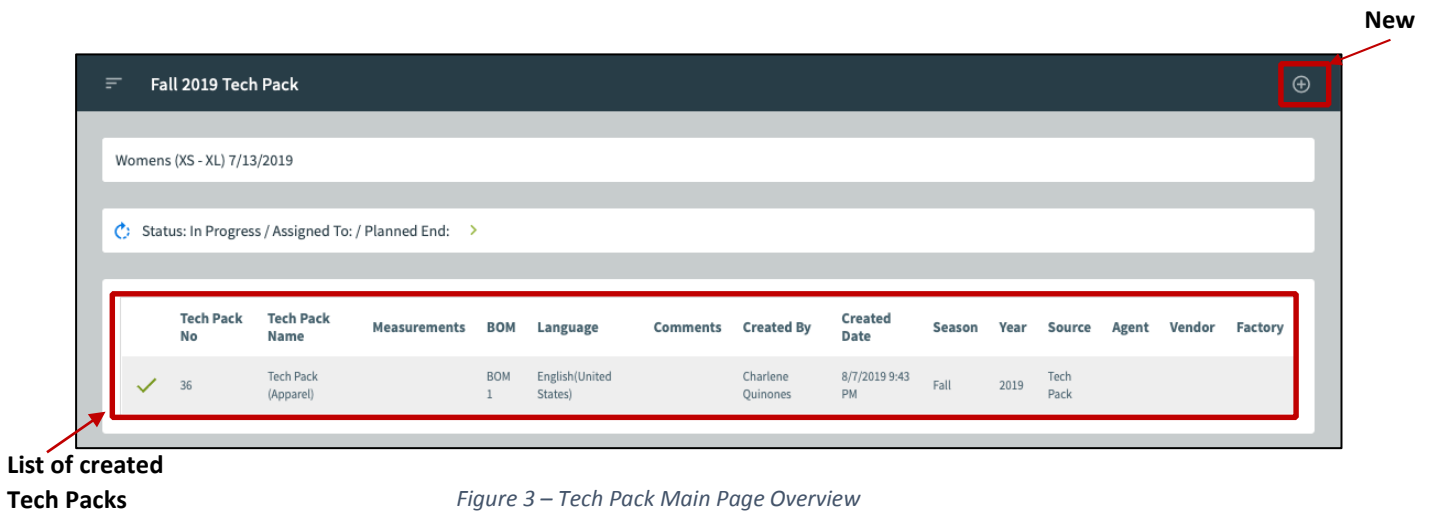 New
Fall 2019 Tech Pack
Womens (XS - XL) 7/13/2019
Status: In Progress / Assigned To: / Planned End:
Tech Pack No Tech Pack Name Measurements BOM Language Comments Created By Created Date Season Year Source Agent Vendor Factory
36 Tech Pack (Apparel) BOM 1 English(United States) Charlene Quinones 8/7/2019 9:43 PM Fall 2019 Tech Pack
List of created
Tech Packs
Figure 3 – Tech Pack Main Page Overview